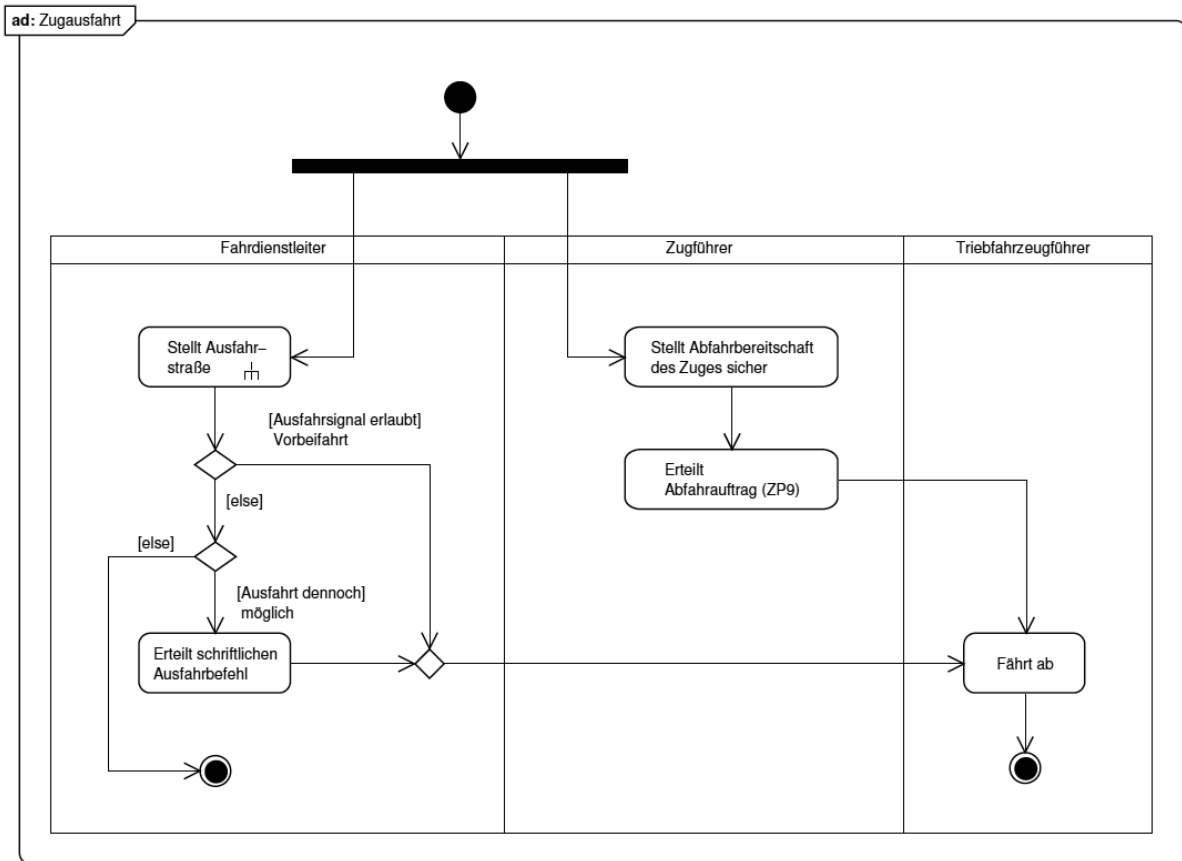 ad: Zugausfahrt
Fahrdienstleiter
Zugführer
Triebfahrzeugführer
Stellt Ausfahr–
straße
Stellt Abfahrbereitschaft
des Zuges sicher
[Ausfahrsignal erlaubt]
Vorbeifahrt
Erteilt
Abfahrauftrag (ZP9)
[else]
[else]
[Ausfahrt dennoch]
möglich
Erteilt schriftlichen
Ausfahrbefehl
Fährt ab